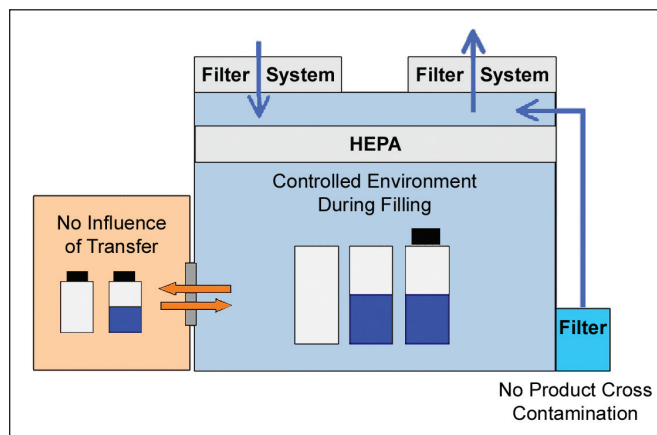 Filter System
Filter System
HEPA
Controlled Environment
During Filling
No Influence
of Transfer
Filter
No Product Cross
Contamination